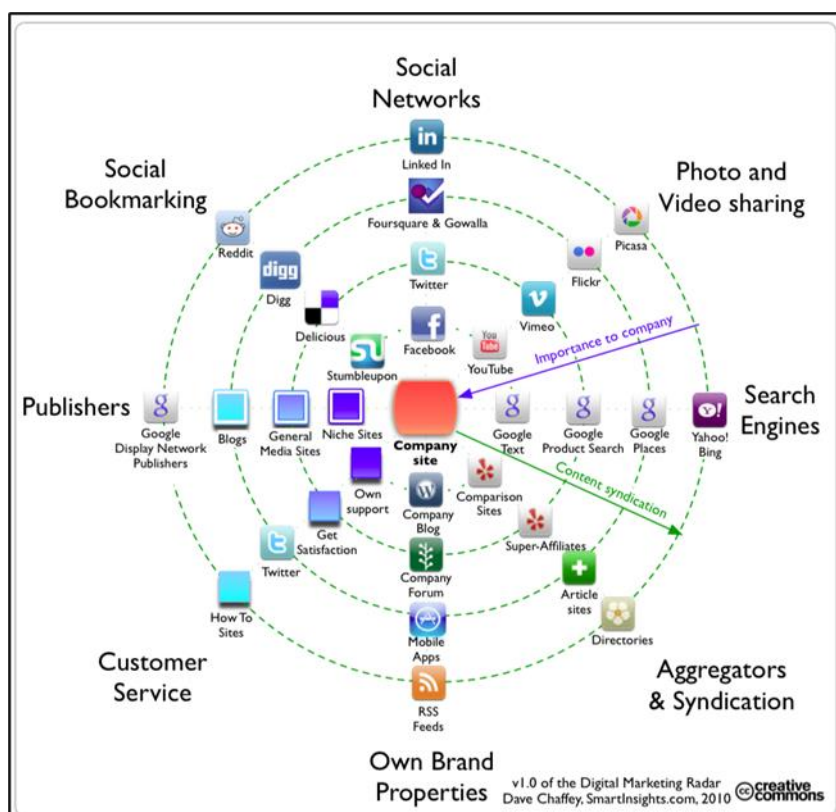 Social
Networks
in
Linked In
Social
Bookmarking
Photo and
Video sharing
Reddit
Picasa
Foursquare & Gowalla
digg
Digg
Flickr
Twitter
Delicious
Vimeo
Facebook
You
Tube
YouTube
Stumbleupon
Importance to company
Publishers
Google
Display Network
Publishers
Blogs
General
Media Sites
Niche Sites
Company
site
Google
Text
Google
Product Search
Google
Places
Yahoo!
Bing
Search
Engines
Own
support
Company
Blog
Comparison
Sites
Content syndication
Get
Satisfaction
Super-Affiliates
Twitter
Company
Forum
Article
sites
How To
Sites
Mobile
Apps
Directories
Customer
Service
RSS
Feeds
Aggregators
& Syndication
Own Brand
Properties
v1.0 of the Digital Marketing Radar
Dave Chaffey, SmartInsights.com, 2010
cc creative
commons